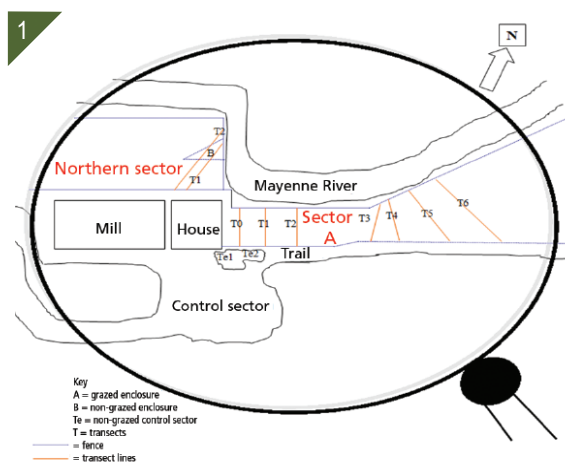 1
N
T2
B
Northern sector
T1
Mayenne River
Mill
House
T0
T1
T2
Sector
A
T3
T4
T5
T6
Te1
Te2
Trail
Control sector
Key
A = grazed enclosure
B = non-grazed enclosure
Te = non-grazed control sector
T = transects
= fence
= transect lines